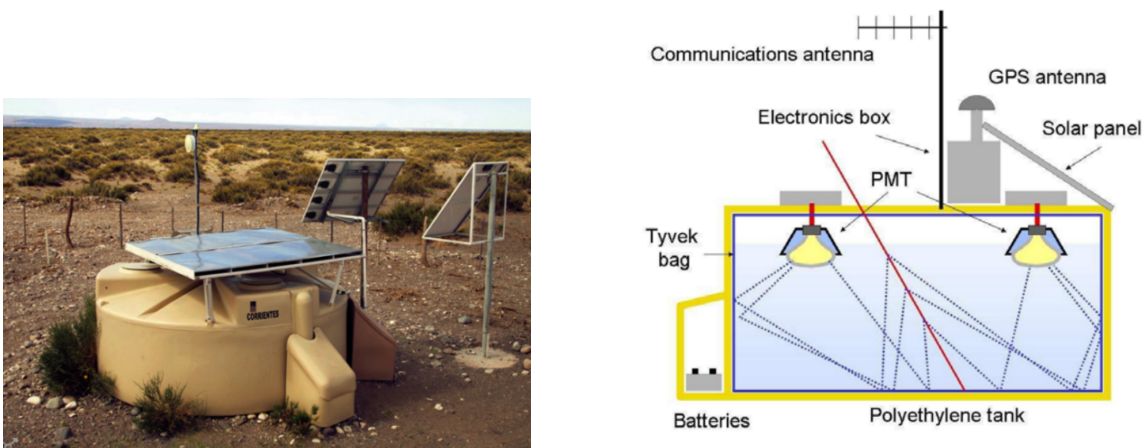 CORRIENTES
Communications antenna
GPS antenna
Electronics box
Solar panel
PMT
Tyvek
bag
Batteries
Polyethylene tank